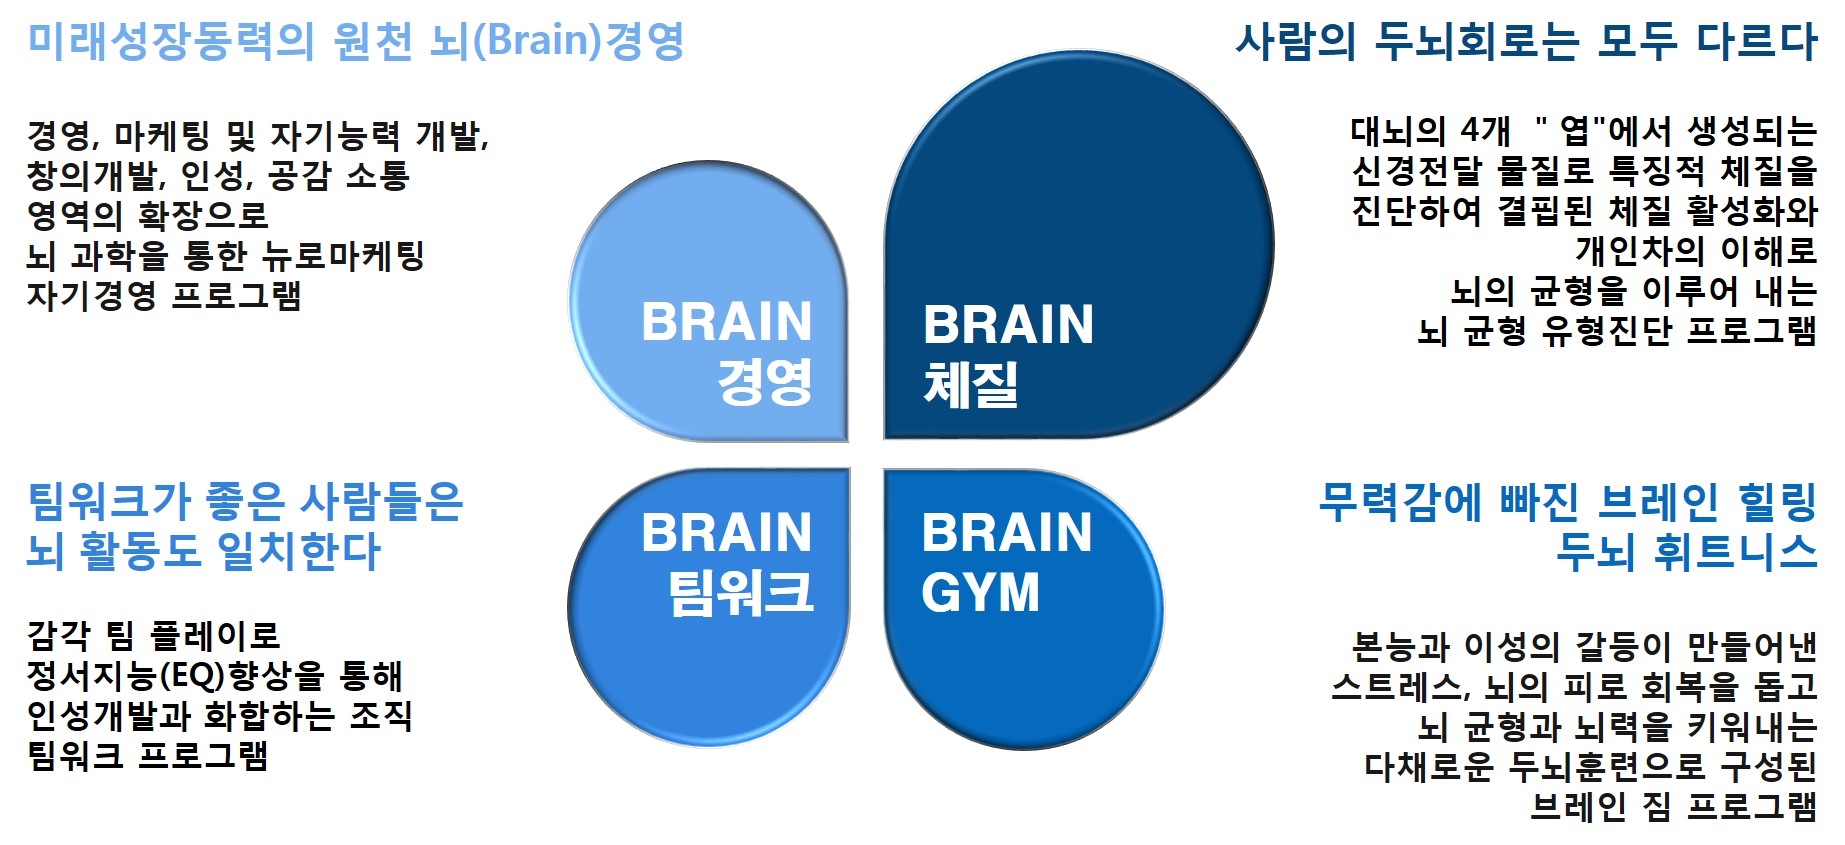 미래성장동력의 원천 뇌(Brain)경영
경영, 마케팅 및 자기능력 개발,
창의개발, 인성, 공감 소통
영역의 확장으로
뇌 과학을 통한 뉴로마케팅
자기경영 프로그램
BRAIN
경영
사람의 두뇌회로는 모두 다르다
대뇌의 4개 " 엽"에서 생성되는
신경전달 물질로 특징적 체질을
진단하여 결핍된 체질 활성화와
개인차의 이해로
뇌의 균형을 이루어 내는
뇌 균형 유형진단 프로그램
BRAIN
체질
팀워크가 좋은 사람들은
뇌 활동도 일치한다
감각 팀 플레이로
정서지능(EQ)향상을 통해
인성개발과 화합하는 조직
팀워크 프로그램
BRAIN
팀워크
BRAIN
GYM
무력감에 빠진 브레인 힐링
두뇌 휘트니스
본능과 이성의 갈등이 만들어낸
스트레스, 뇌의 피로 회복을 돕고
뇌 균형과 뇌력을 키워내는
다채로운 두뇌훈련으로 구성된
브레인 짐 프로그램